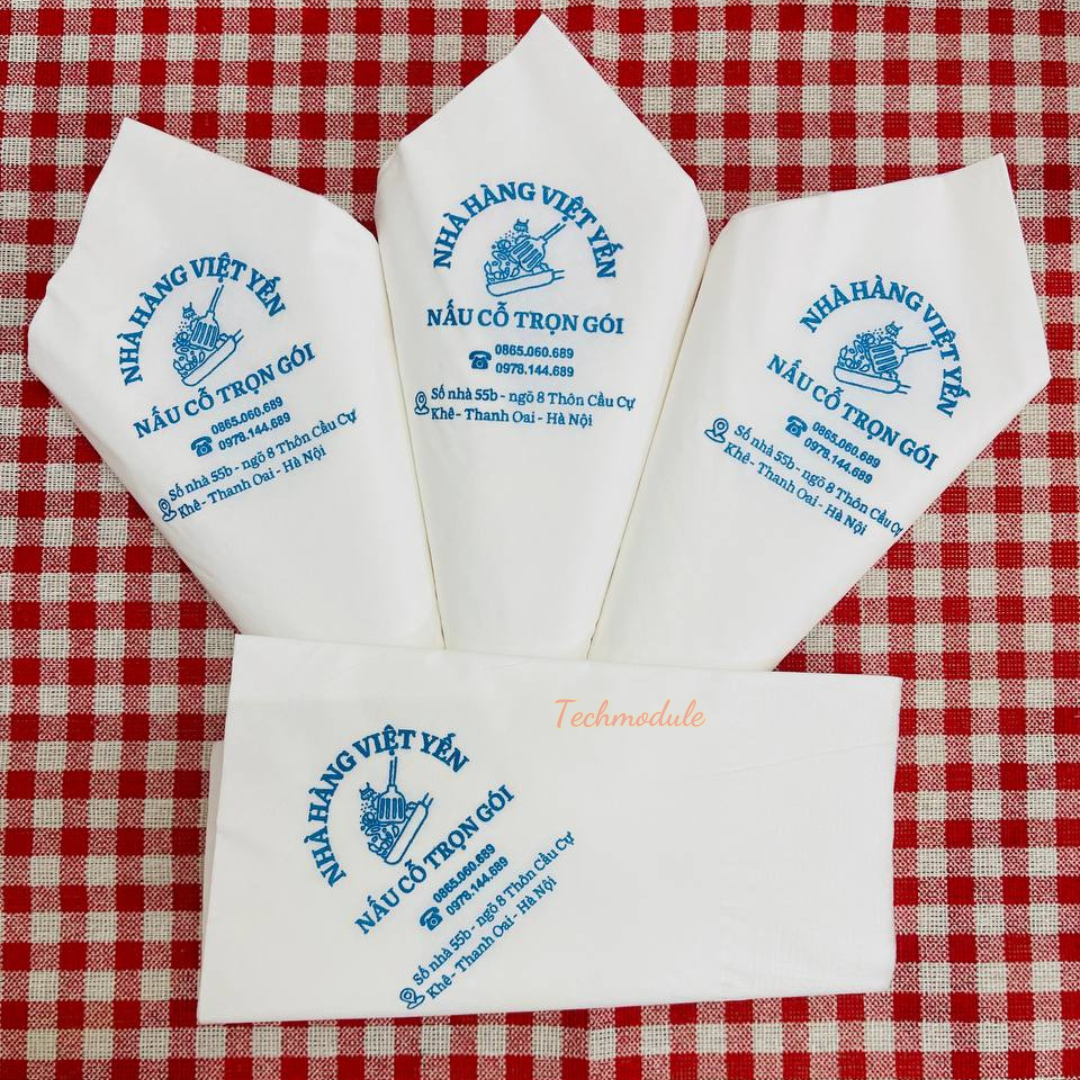 NHÀ HÀNG VIỆT YẾN
NẤU CỖ TRỌN GÓI
0865.060.689
0978.144.689
Số nhà 55b - ngõ 8 Thôn Cầu Cự
Khê - Thanh Oai - Hà Nội
NHÀ HÀNG VIỆT YẾN
NẤU CỖ TRỌN GÓI
0865.060.689
0978.144.689
Số nhà 55b - ngõ 8 Thôn Cầu Cự
Khê - Thanh Oai - Hà Nội
NHÀ HÀNG VIỆT YẾN
NẤU CỖ TRỌN GÓI
0865.060.689
0978.144.689
Số nhà 55b - ngõ 8 Thôn Cầu Cự
Khê - Thanh Oai - Hà Nội
Techmodule
NHÀ HÀNG VIỆT YẾN
NẤU CỖ TRỌN GÓI
0865.060.689
0978.144.689
Số nhà 55b - ngõ 8 Thôn Cầu Cự
Khê - Thanh Oai - Hà Nội